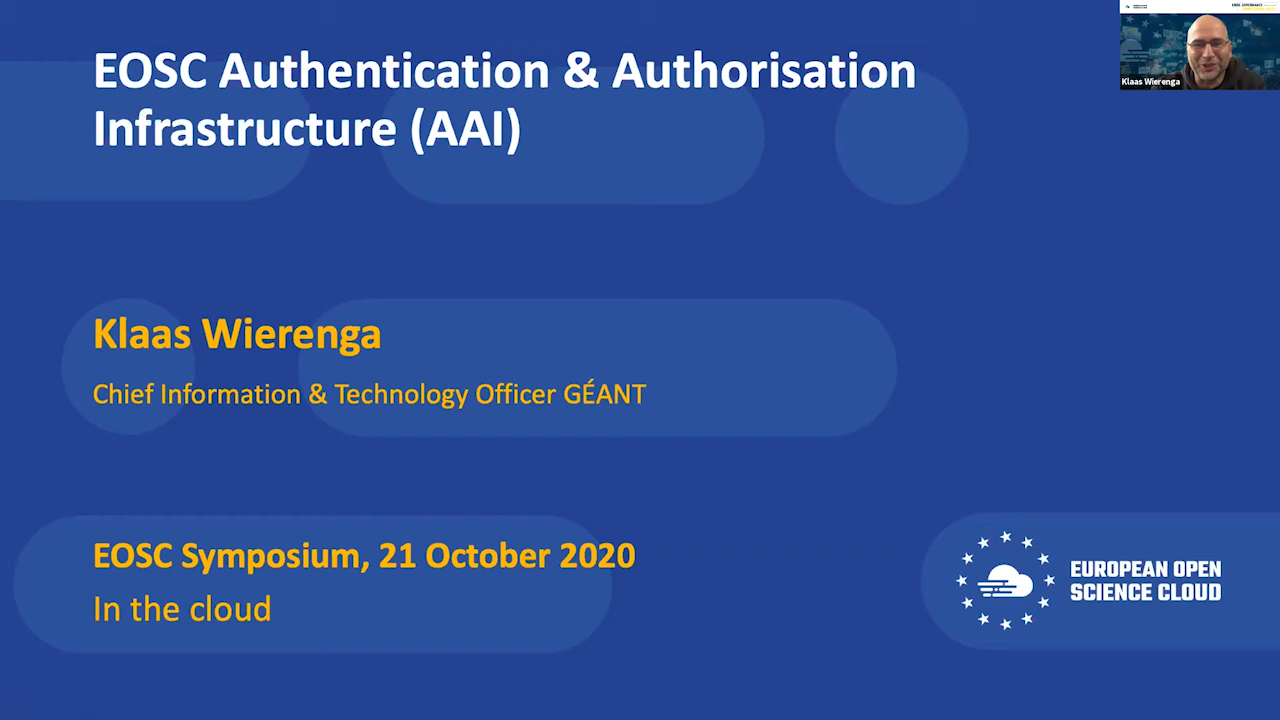 EOSC Authentication & Authorisation
Infrastructure (AAI)
Klaas Wierenga
Klaas Wierenga
Chief Information & Technology Officer GÉANT
EOSC Symposium, 21 October 2020
In the cloud
EUROPEAN OPEN
SCIENCE CLOUD